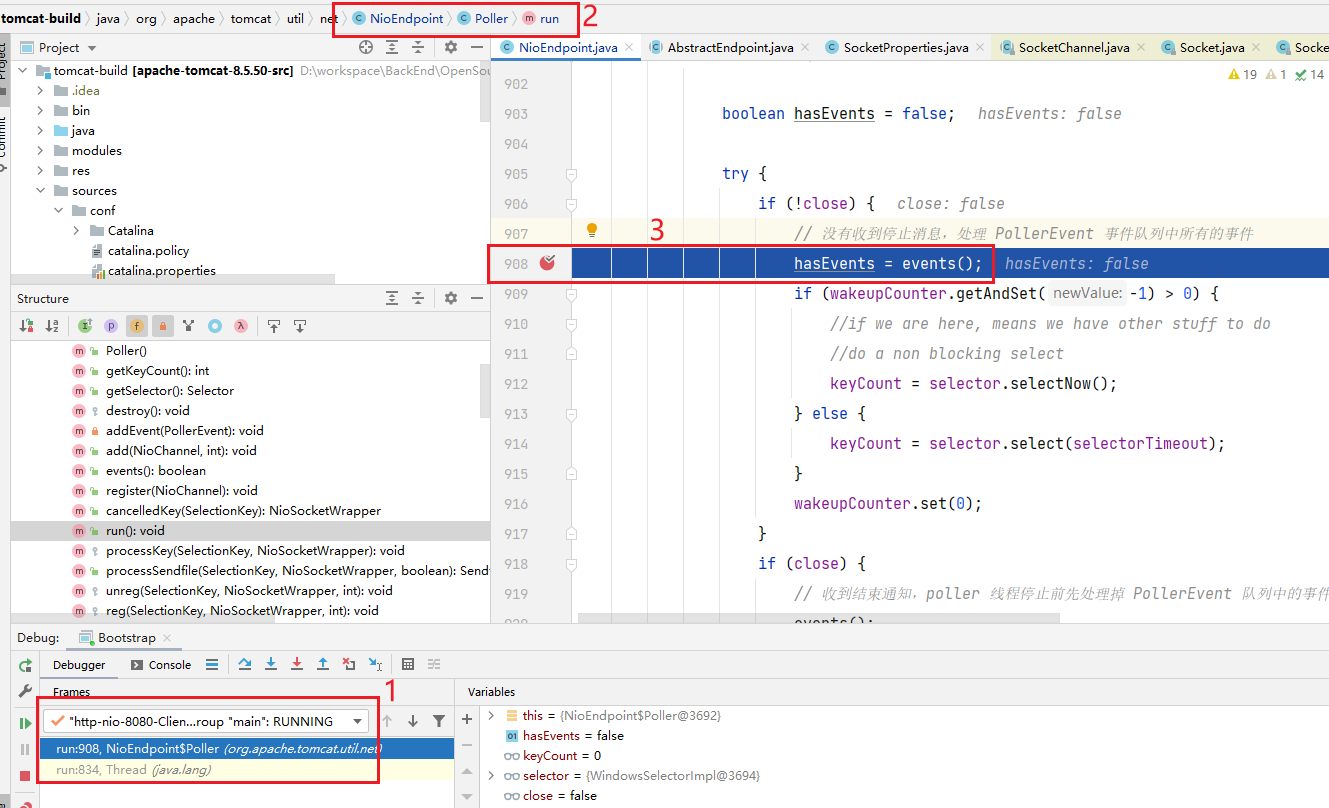 tomcat-build java org apache tomcat util net NioEndpoint Poller run
2
Project
NioEndpoint.java AbstractEndpoint.java SocketProperties.java SocketChannel.java Socket.java Socke
Project
tomcat-build [apache-tomcat-8.5.50-src] D:\workspace\BackEnd\OpenSou
.idea
bin
java
modules
res
sources
conf
Catalina
catalina.policy
catalina.properties
Commit
19 1 14
902
903 boolean hasEvents = false; hasEvents: false
904
905 try {
906 if (!close) { close: false
3
907 // 没有收到停止消息，处理 PollerEvent 事件队列中所有的事件
908 hasEvents = events(); hasEvents: false
909 if (wakeupCounter.getAndSet( newValue: -1) > 0) {
910 //if we are here, means we have other stuff to do
911 //do a non blocking select
912 keyCount = selector.selectNow();
913 } else {
914 keyCount = selector.select(selectorTimeout);
915 }
916 wakeupCounter.set(0);
917 }
918 if (close) {
919 // 收到结束通知，poller 线程停止前先处理掉 PollerEvent 队列中的事件
events();
Structure
Poller()
getKeyCount(): int
getSelector(): Selector
destroy(): void
addEvent(PollerEvent): void
add(NioChannel, int): void
events(): boolean
register(NioChannel): void
cancelledKey(SelectionKey): NioSocketWrapper
run(): void
processKey(SelectionKey, NioSocketWrapper): void
processSendfile(SelectionKey, NioSocketWrapper, boolean): Send
unreg(SelectionKey, NioSocketWrapper, int): void
reg(SelectionKey, NioSocketWrapper, int): void
Debug: Bootstrap
Debugger Console
Frames
1
"http-nio-8080-Clien...roup "main": RUNNING
run:908, NioEndpoint$Poller (org.apache.tomcat.util.net)
run:834, Thread (java.lang)
Variables
this = {NioEndpoint$Poller@3692}
hasEvents = false
keyCount = 0
selector = {WindowsSelectorImpl@3694}
close = false